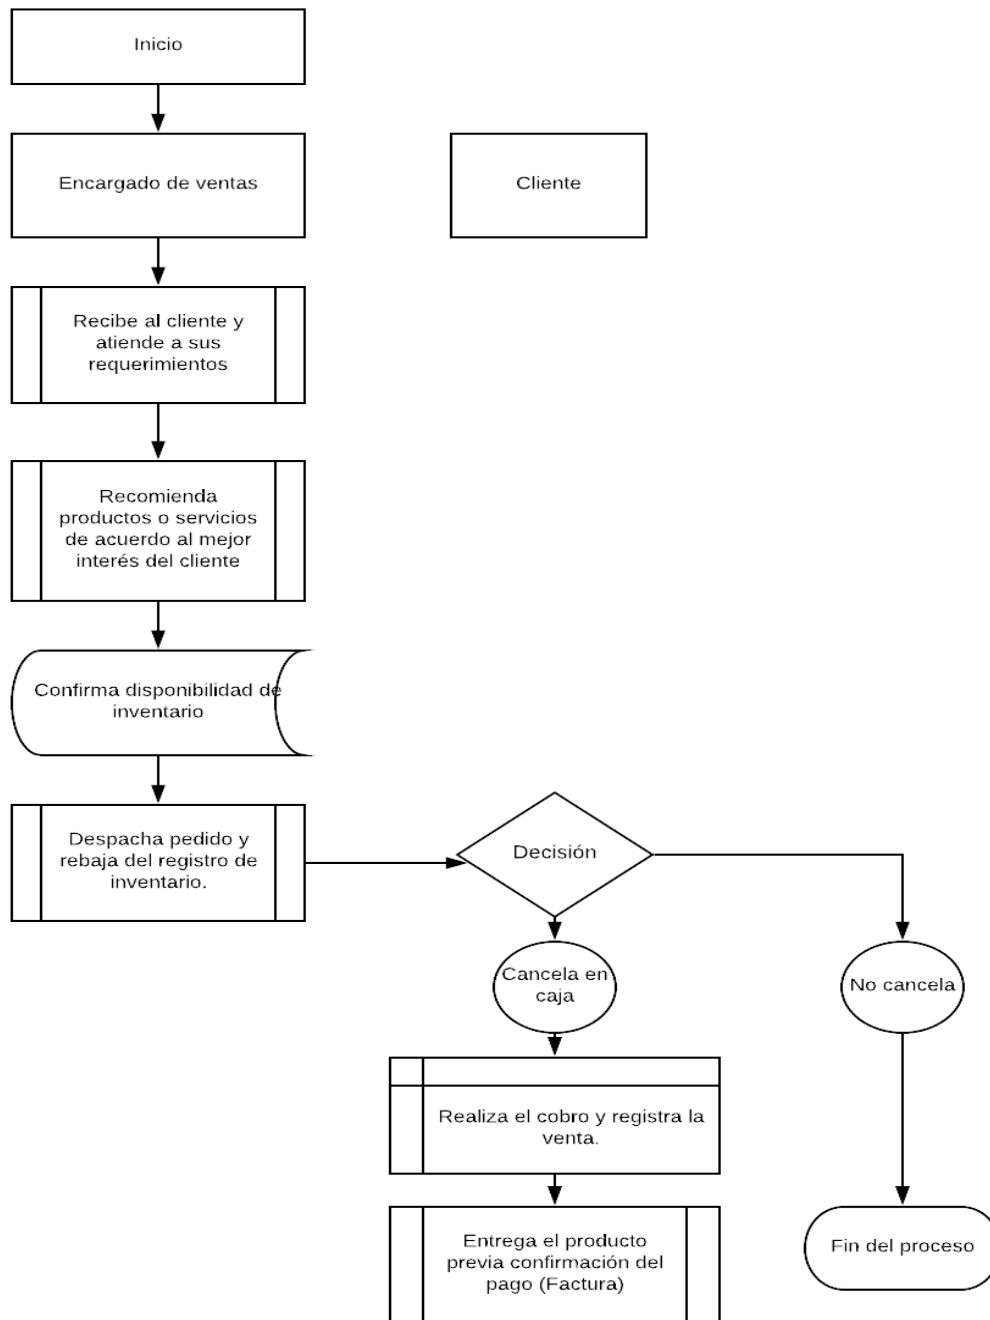 Inicio
Encargado de ventas
Cliente
Recibe al cliente y
atiende a sus
requerimientos
Recomienda
productos o servicios
de acuerdo al mejor
interés del cliente
Confirma disponibilidad de
inventario
Despacha pedido y
rebaja del registro de
inventario.
Decisión
Cancela en
caja
No cancela
Realiza el cobro y registra la
venta.
Entrega el producto
previa confirmación del
pago (Factura)
Fin del proceso